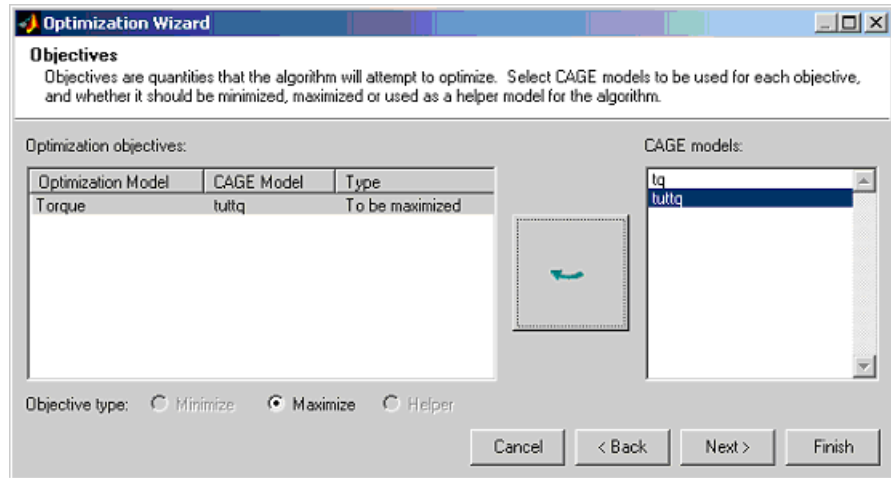 Optimization Wizard
Objectives
Objectives are quantities that the algorithm will attempt to optimize. Select CAGE models to be used for each objective,
and whether it should be minimized, maximized or used as a helper model for the algorithm.
Optimization objectives:
CAGE models:
Optimization Model CAGE Model Type
Torque tuttq To be maximized
tq
tuttq
Objective type: Minimize Maximize Helper
Cancel < Back Next > Finish